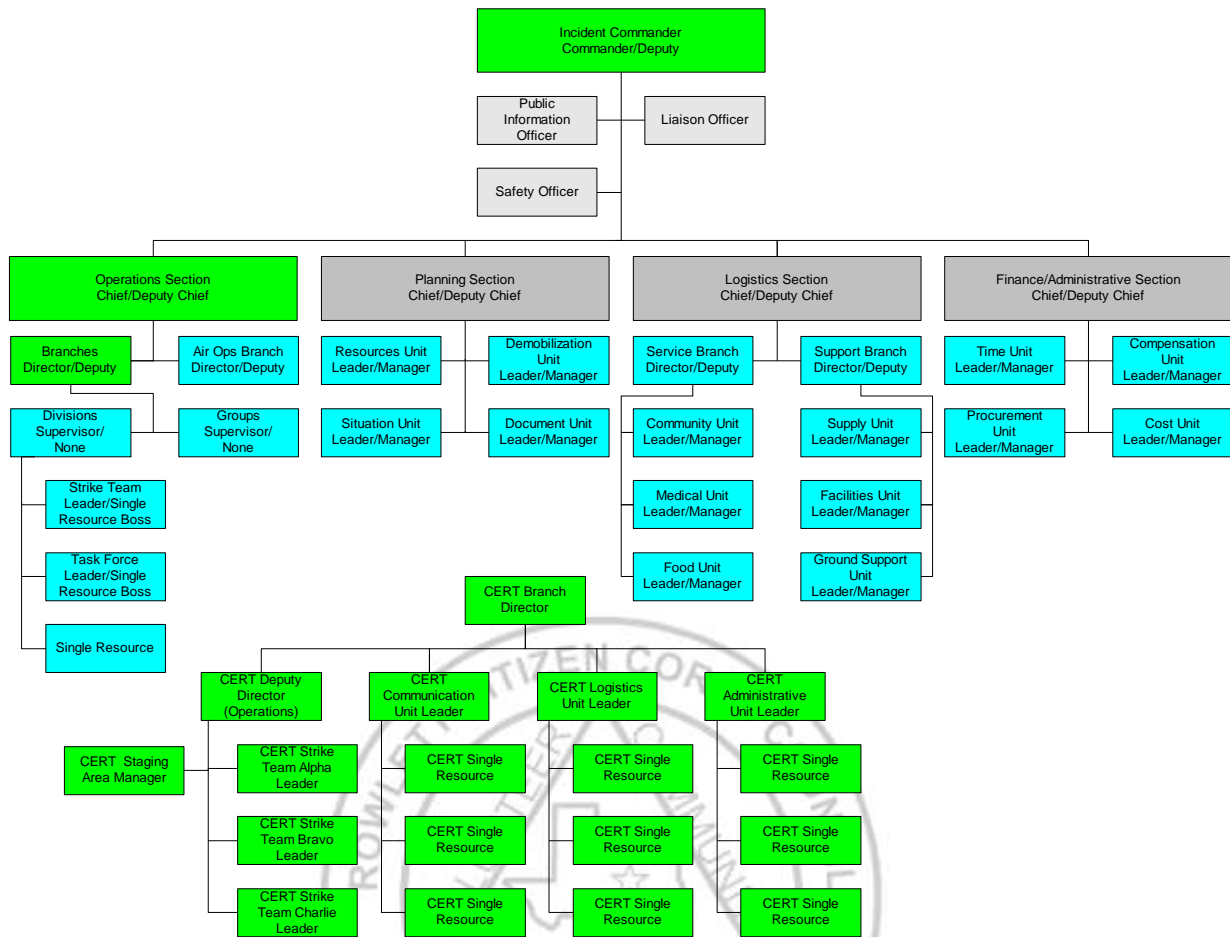 Incident Commander
Commander/Deputy
Public
Information
Officer
Liaison Officer
Safety Officer
Operations Section
Chief/Deputy Chief
Planning Section
Chief/Deputy Chief
Logistics Section
Chief/Deputy Chief
Finance/Administrative Section
Chief/Deputy Chief
Branches
Director/Deputy
Air Ops Branch
Director/Deputy
Resources Unit
Leader/Manager
Demobilization
Unit
Leader/Manager
Service Branch
Director/Deputy
Support Branch
Director/Deputy
Time Unit
Leader/Manager
Compensation
Unit
Leader/Manager
Divisions
Supervisor/
None
Groups
Supervisor/
None
Situation Unit
Leader/Manager
Document Unit
Leader/Manager
Community Unit
Leader/Manager
Supply Unit
Leader/Manager
Procurement
Unit
Leader/Manager
Cost Unit
Leader/Manager
Strike Team
Leader/Single
Resource Boss
Medical Unit
Leader/Manager
Facilities Unit
Leader/Manager
Task Force
Leader/Single
Resource Boss
Food Unit
Leader/Manager
Ground Support
Unit
Leader/Manager
Single Resource
CERT Branch
Director
CERT Deputy
Director
(Operations)
CERT
Communication
Unit Leader
CERT Logistics
Unit Leader
CERT
Administrative
Unit Leader
CERT Staging
Area Manager
CERT Strike
Team Alpha
Leader
CERT Single
Resource
CERT Single
Resource
CERT Single
Resource
CERT Strike
Team Bravo
Leader
CERT Single
Resource
CERT Single
Resource
CERT Single
Resource
CERT Strike
Team Charlie
Leader
CERT Single
Resource
CERT Single
Resource
CERT Single
Resource